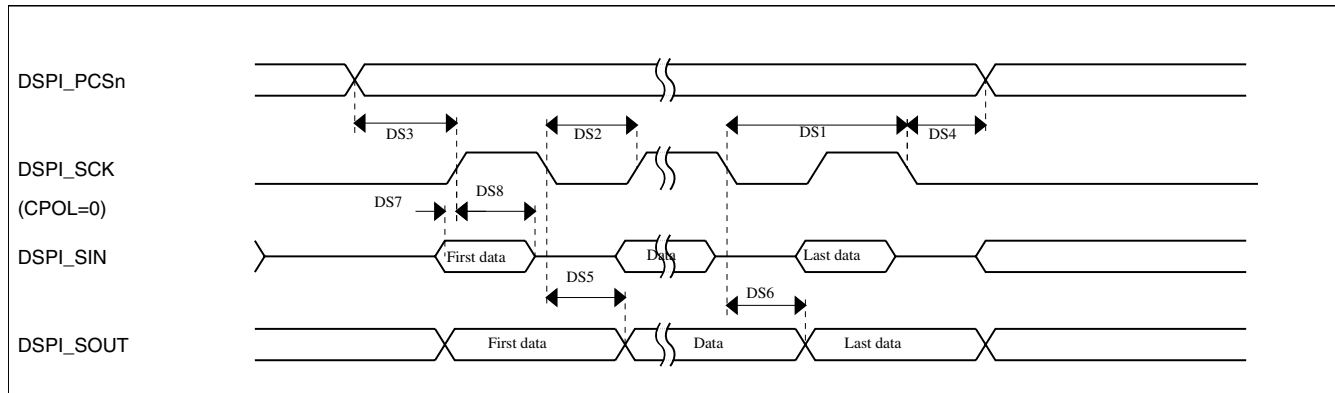 DSPI_PCSn
DS3
DS2
DS1
DS4
DSPI_SCK
(CPOL=0)
DS7
DS8
DSPI_SIN
First data
Data
Last data
DS5
DS6
DSPI_SOUT
First data
Data
Last data